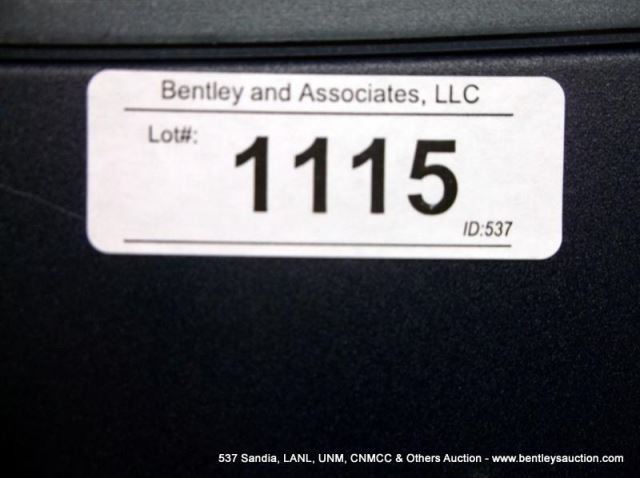 Bentley and Associates, LLC
Lot#:
1115
ID:537
537 Sandia, LANL, UNM, CNMCC & Others Auction - www.bentleysauction.com